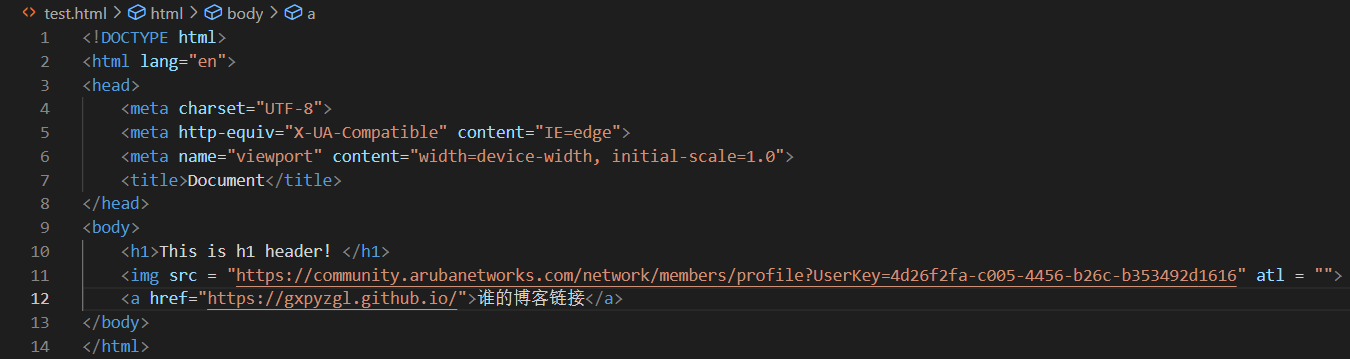 test.html > html > body > a
1 <!DOCTYPE html>
2 <html lang="en">
3 <head>
4 <meta charset="UTF-8">
5 <meta http-equiv="X-UA-Compatible" content="IE=edge">
6 <meta name="viewport" content="width=device-width, initial-scale=1.0">
7 <title>Document</title>
8 </head>
9 <body>
10 <h1>This is h1 header! </h1>
11 <img src = "https://community.arubanetworks.com/network/members/profile?UserKey=4d26f2fa-c005-4456-b26c-b353492d1616" atl = "">
12 <a href="https://gxpyzgl.github.io/">谁的博客链接</a>
13 </body>
14 </html>